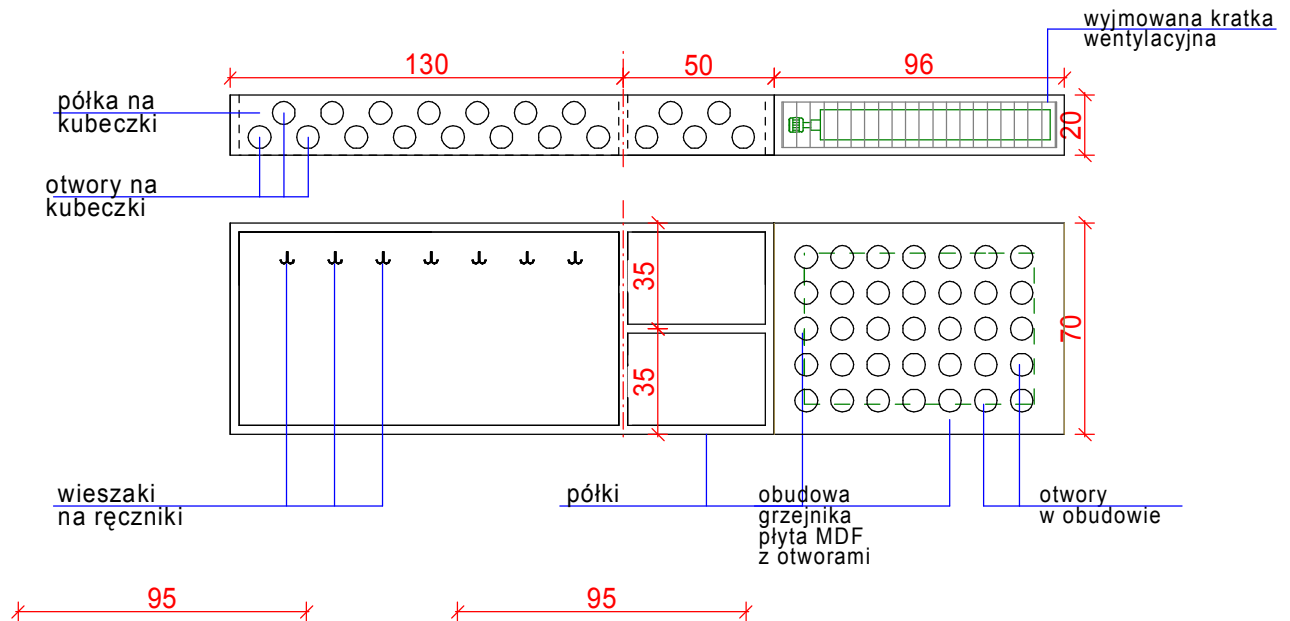 wyjmowana kratka
wentylacyjna
130
50
96
półka na
kubeczki
20
otwory na
kubeczki
35
35
70
wieszaki
na ręczniki
półki
obudowa
grzejnika
płyta MDF
z otworami
otwory
w obudowie
95
95